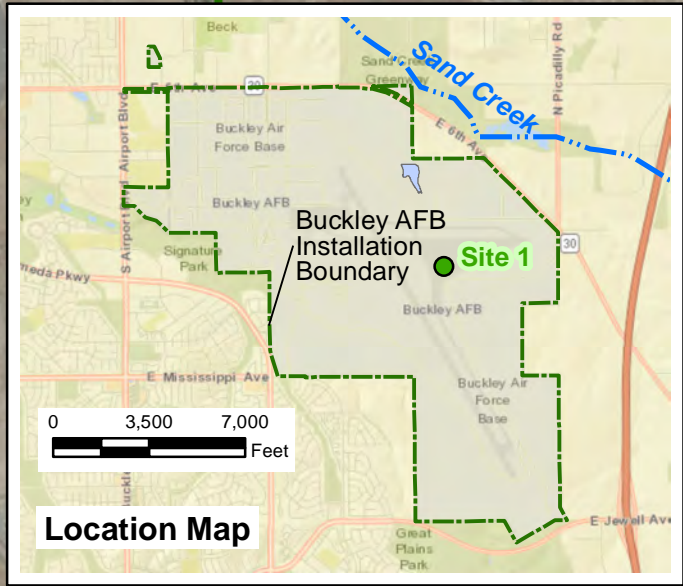 Beck
Sand Creek
Greenway
Sand Creek
N Picadilly Rd
E 6th Ave
30
S Airport Blvd
Airport Blvd
Buckley Air
Force Base
E 6th Ave
Buckley AFB
Buckley AFB
Installation
Boundary
Site 1
30
Signature
Park
meda Pkwy
Buckley AFB
E Mississippi Ave
Buckley Air
Force
Base
0 3,500 7,000
Feet
Buckle
Location Map
Great
Plains
Park
E Jewell Ave